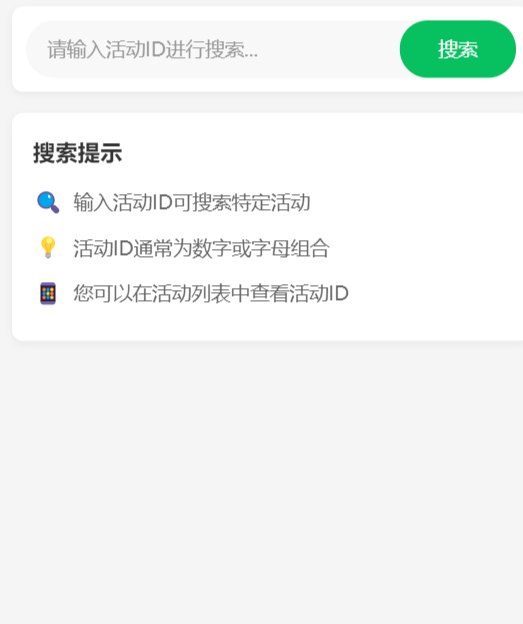 请输入活动ID进行搜索...
搜索
搜索提示
输入活动ID可搜索特定活动
活动ID通常为数字或字母组合
您可以在活动列表中查看活动ID